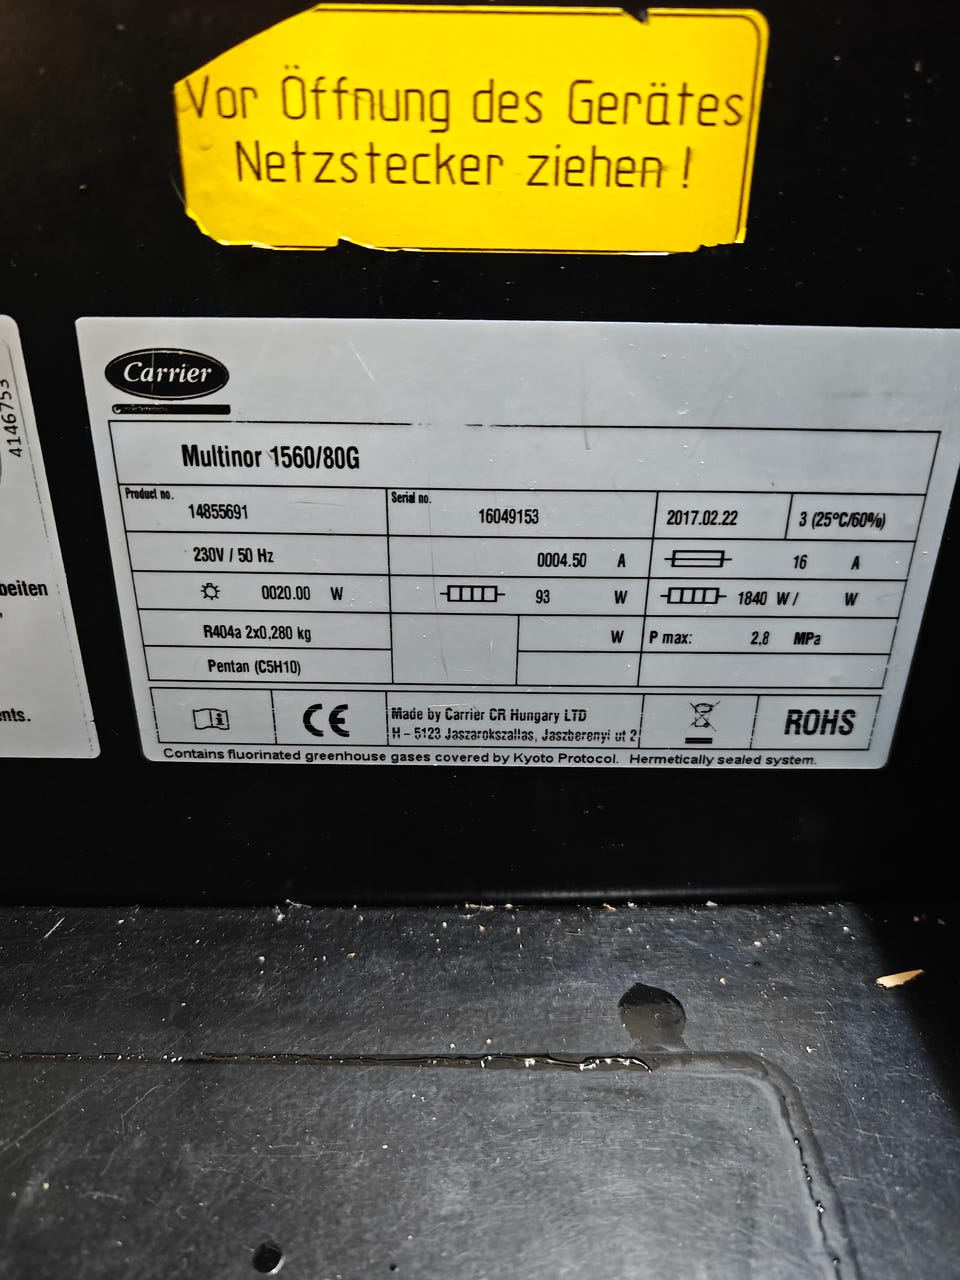 Vor Öffnung des Gerätes
Netzstecker ziehen !
4146753
beiten
ents.
Carrier
Multinor 1560/80G
Product no.
14855691
Serial no.
16049153
2017.02.22
3 (25°C/60%)
230V / 50 Hz
0004.50 A
16 A
0020.00 W
93 W
1840 W / W
R404a 2x0,280 kg
W
P max: 2,8 MPa
Pentan (C5H10)
CE
Made by Carrier CR Hungary LTD
H - 5123 Jaszarokszallas, Jaszberenyi ut 2
ROHS
Contains fluorinated greenhouse gases covered by Kyoto Protocol. Hermetically sealed system.